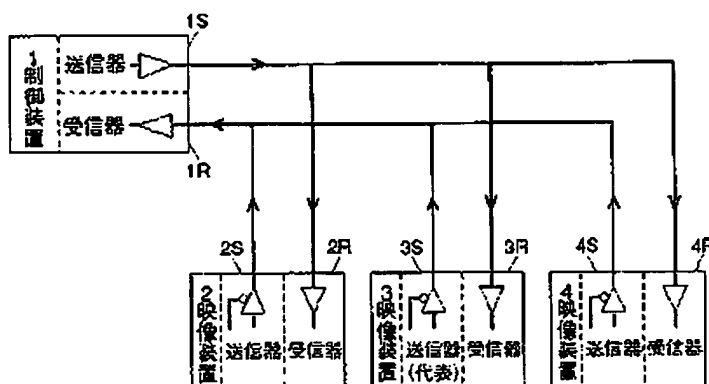 1S
1 制御装置
送信器
受信器
1R
2S
2R
3S
3R
4S
4R
2 映像装置
送信器
受信器
3 映像装置
送信器
(代表)
受信器
4 映像装置
送信器
受信器